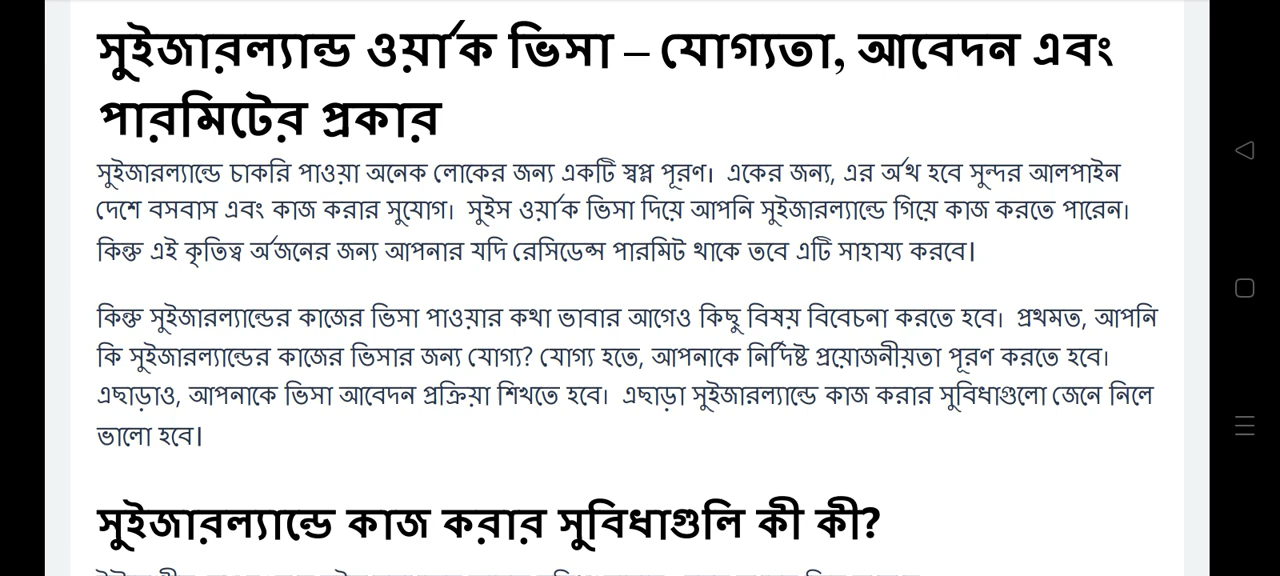 সুইজারল্যান্ড ওয়ার্ক ভিসা – যোগ্যতা, আবেদন এবং
পারমিটের প্রকার
সুইজারল্যান্ডে চাকরি পাওয়া অনেক লোকের জন্য একটি স্বপ্ন পূরণ। একের জন্য, এর অর্থ হবে সুন্দর আলপাইন
দেশে বসবাস এবং কাজ করার সুযোগ। সুইস ওয়ার্ক ভিসা দিয়ে আপনি সুইজারল্যান্ডে গিয়ে কাজ করতে পারেন।
কিন্তু এই কৃতিত্ব অর্জনের জন্য আপনার যদি রেসিডেন্স পারমিট থাকে তবে এটি সাহায্য করবে।
কিন্তু সুইজারল্যান্ডের কাজের ভিসা পাওয়ার কথা ভাবার আগেও কিছু বিষয় বিবেচনা করতে হবে। প্রথমত, আপনি
কি সুইজারল্যান্ডের কাজের ভিসার জন্য যোগ্য? যোগ্য হতে, আপনাকে নির্দিষ্ট প্রয়োজনীয়তা পূরণ করতে হবে।
এছাড়াও, আপনাকে ভিসা আবেদন প্রক্রিয়া শিখতে হবে। এছাড়া সুইজারল্যান্ডে কাজ করার সুবিধাগুলো জেনে নিলে
ভালো হবে।
সুইজারল্যান্ডে কাজ করার সুবিধাগুলি কী কী?